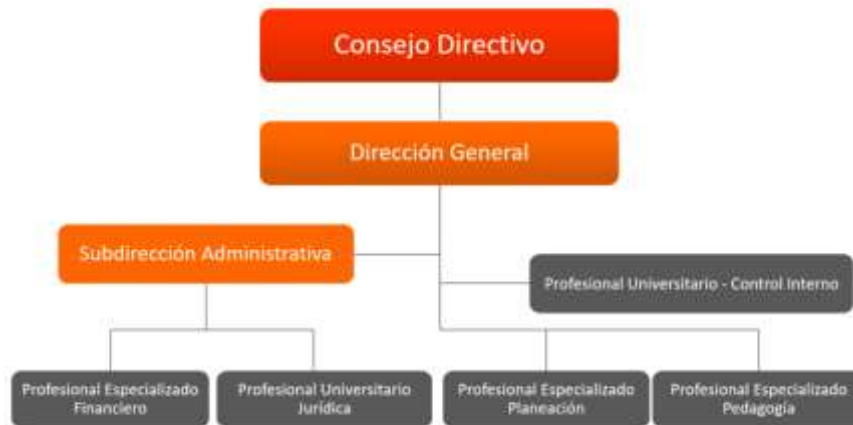 Consejo Directivo
Dirección General
Subdirección Administrativa
Profesional Universitario - Control Interno
Profesional Especializado
Financiero
Profesional Universitario
Jurídica
Profesional Especializado
Planeación
Profesional Especializado
Pedagogía